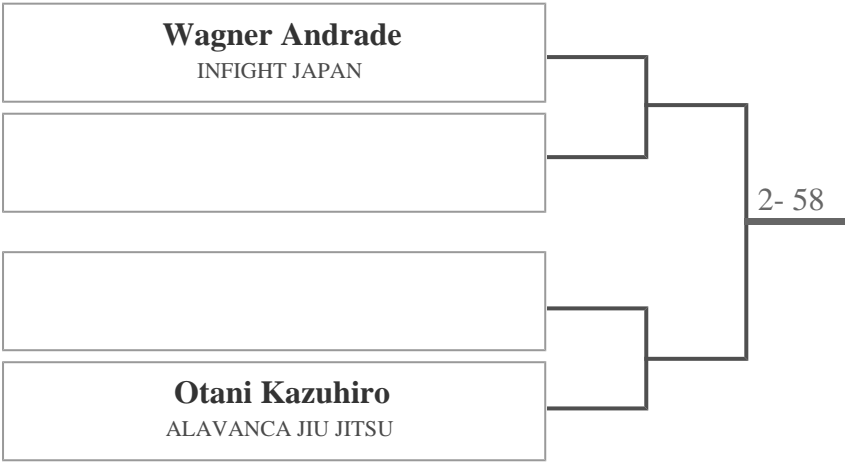 Wagner Andrade
INFIGHT JAPAN
2- 58
Otani Kazuhiro
ALAVANCA JIU JITSU